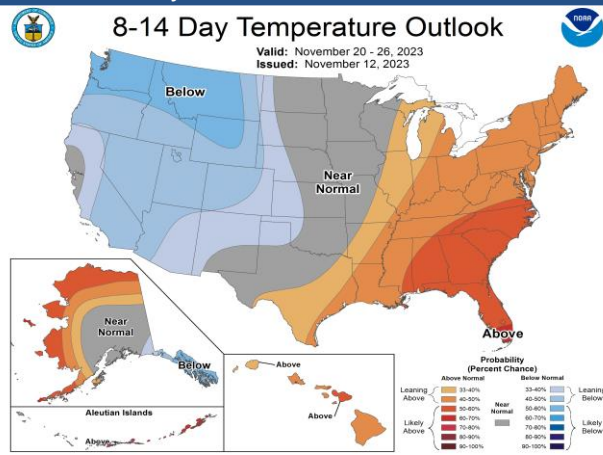 NOAA
8-14 Day Temperature Outlook
Valid: November 20 - 26, 2023
Issued: November 12, 2023
Below
Near
Normal
Above
Near
Normal
Below
Aleutian Islands
Above
Above
Above
Probability
(Percent Chance)
Above Normal
Below Normal
Leaning
Above
33-40%
40-50%
Likely
Above
50-60%
60-70%
70-80%
80-90%
90-100%
Near
Normal
33-40%
40-50%
Leaning
Below
50-60%
60-70%
70-80%
80-90%
90-100%
Likely
Below